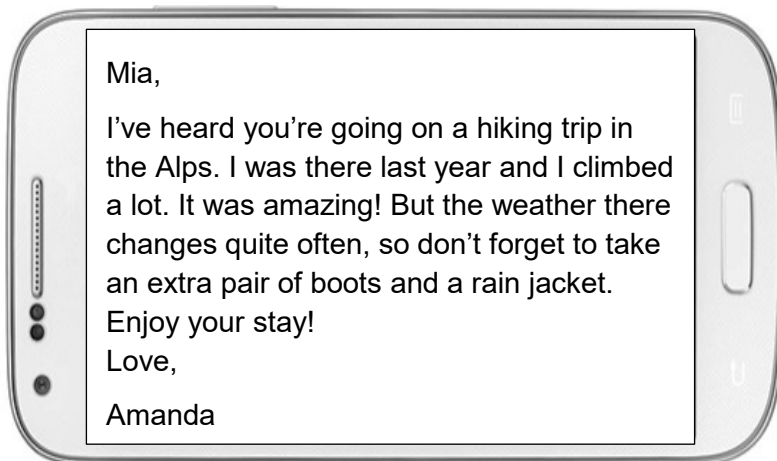 Mia,
I’ve heard you’re going on a hiking trip in
the Alps. I was there last year and I climbed
a lot. It was amazing! But the weather there
changes quite often, so don’t forget to take
an extra pair of boots and a rain jacket.
Enjoy your stay!
Love,
Amanda